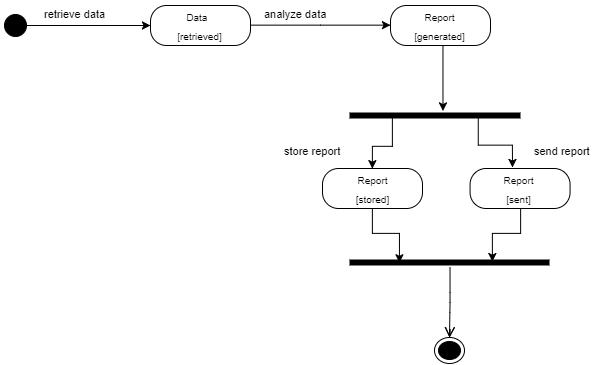 retrieve data
Data
[retrieved]
analyze data
Report
[generated]
store report
Report
[stored]
send report
Report
[sent]